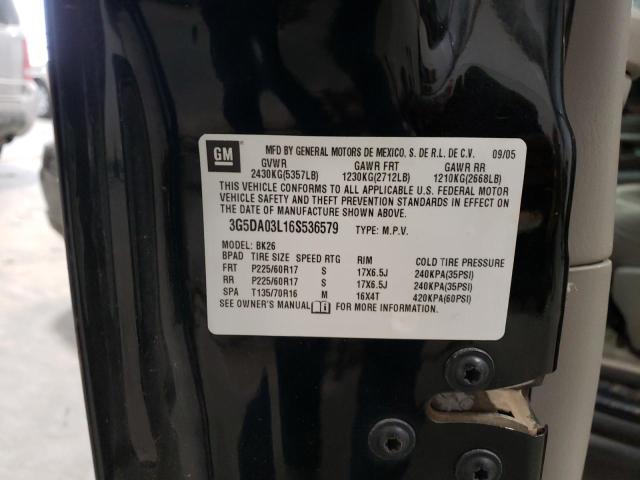 GM
MFD BY GENERAL MOTORS DE MEXICO, S. DE R.L. DE C.V. 09/05
GVWR GAWR FRT GAWR RR
2430KG(5357LB) 1230KG(2712LB) 1210KG(2668LB)
THIS VEHICLE CONFORMS TO ALL APPLICABLE U.S. FEDERAL MOTOR
VEHICLE SAFETY AND THEFT PREVENTION STANDARDS IN EFFECT ON
THE DATE OF MANUFACTURE SHOWN ABOVE.
3G5DA03L16S536579 TYPE: M.P.V.
MODEL: BK26
BPAD TIRE SIZE SPEED RTG RIM COLD TIRE PRESSURE
FRT P225/60R17 S 17X6.5J 240KPA(35PSI)
RR P225/60R17 S 17X6.5J 240KPA(35PSI)
SPA T135/70R16 M 16X4T 420KPA(60PSI)
SEE OWNER'S MANUAL FOR MORE INFORMATION.